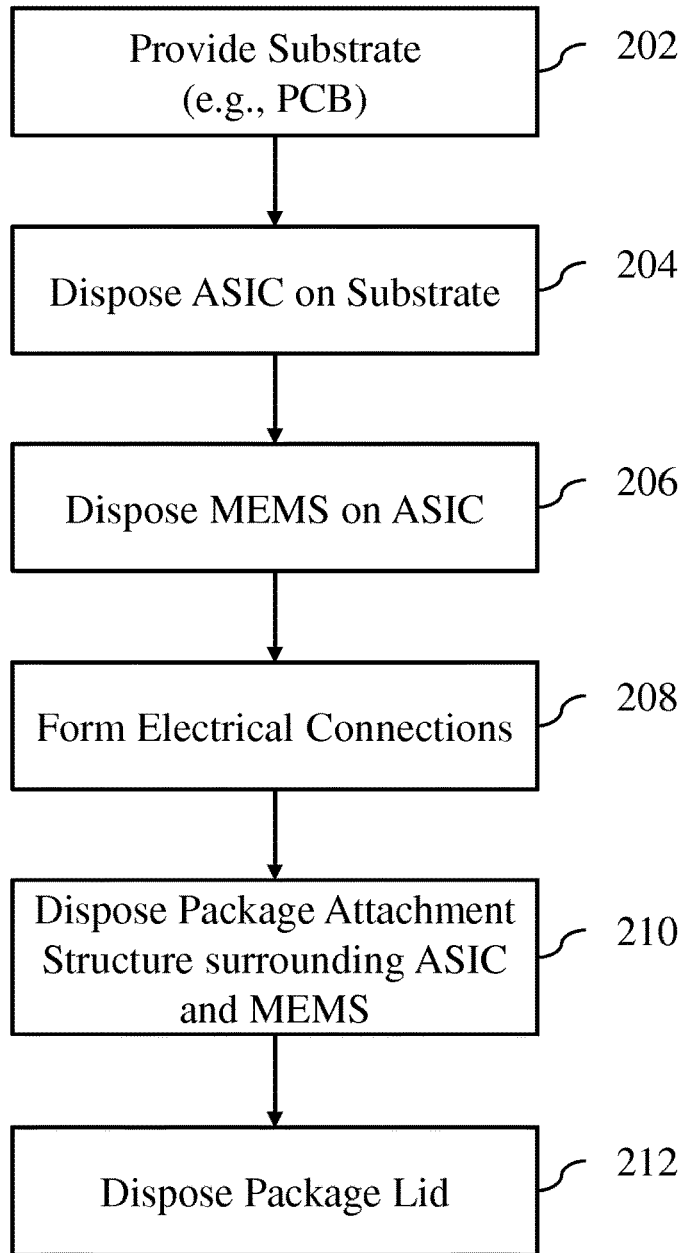 Provide Substrate
(e.g., PCB)
202
Dispose ASIC on Substrate
204
Dispose MEMS on ASIC
206
Form Electrical Connections
208
Dispose Package Attachment
Structure surrounding ASIC
and MEMS
210
Dispose Package Lid
212